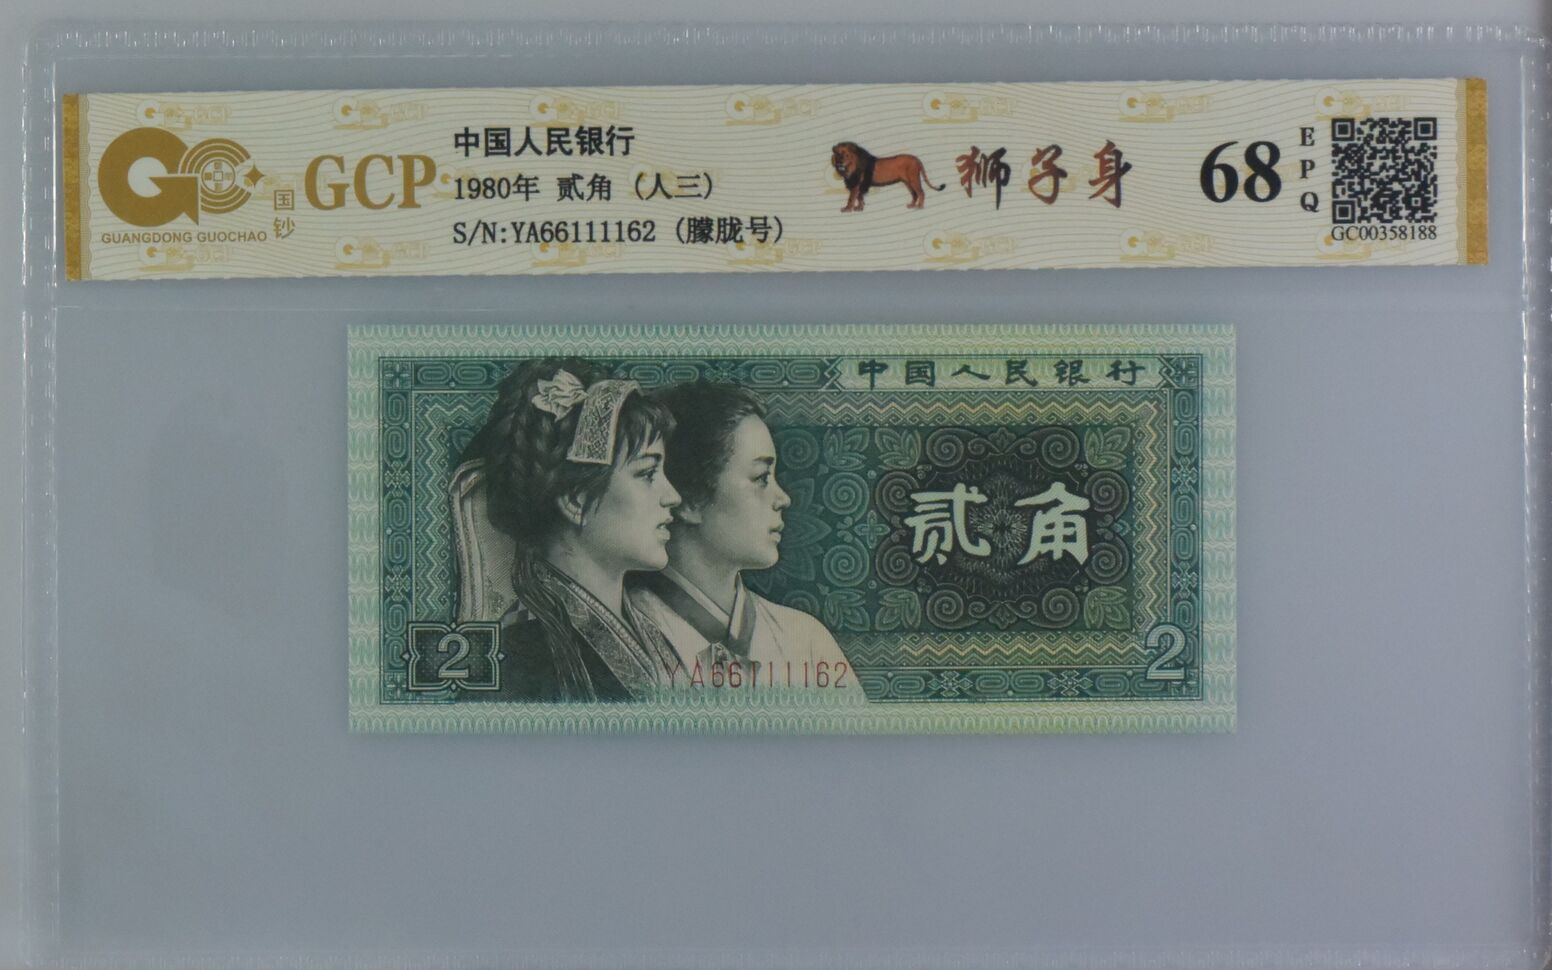 中国人民银行
1980年 贰角 (人三)
S/N:YA66111162 (朦胧号)
GUANGDONG GUOCHAO
国钞
GCP
狮子身
68
EPQ
GC00358188
中国人民银行
贰角
2
2
YA66111162